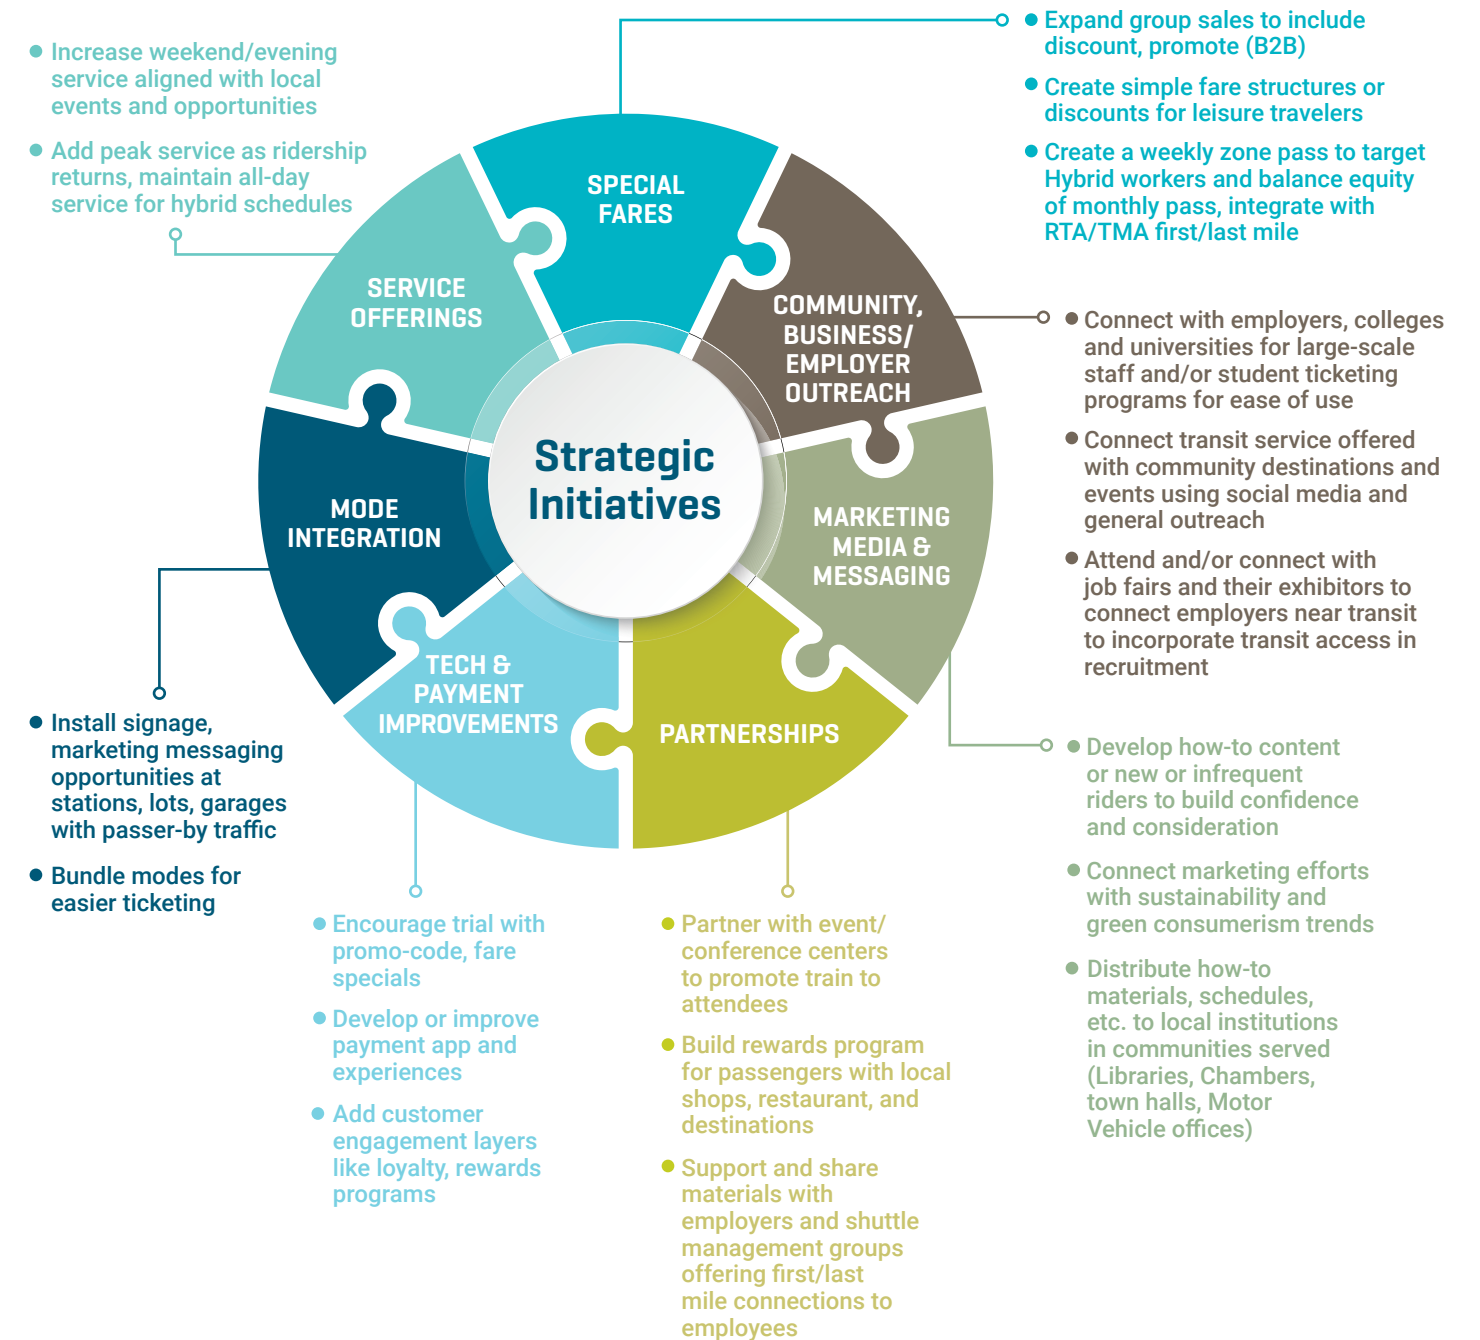 Strategic
Initiatives
SPECIAL
FARES
Expand group sales to include
discount, promote (B2B)
Create simple fare structures or
discounts for leisure travelers
Create a weekly zone pass to target
Hybrid workers and balance equity
of monthly pass, integrate with
RTA/TMA first/last mile
COMMUNITY,
BUSINESS/
EMPLOYER
OUTREACH
Connect with employers, colleges
and universities for large-scale
staff and/or student ticketing
programs for ease of use
Connect transit service offered
with community destinations and
events using social media and
general outreach
Attend and/or connect with
job fairs and their exhibitors to
connect employers near transit
to incorporate transit access in
recruitment
MARKETING
MEDIA &
MESSAGING
Develop how-to content
or new or infrequent
riders to build confidence
and consideration
Connect marketing efforts
with sustainability and
green consumerism trends
Distribute how-to
materials, schedules,
etc. to local institutions
in communities served
(Libraries, Chambers,
town halls, Motor
Vehicle offices)
PARTNERSHIPS
Partner with event/
conference centers
to promote train to
attendees
Build rewards program
for passengers with local
shops, restaurant, and
destinations
Support and share
materials with
employers and shuttle
management groups
offering first/last
mile connections to
employees
TECH &
PAYMENT
IMPROVEMENTS
Encourage trial with
promo-code, fare
specials
Develop or improve
payment app and
experiences
Add customer
engagement layers
like loyalty, rewards
programs
MODE
INTEGRATION
Install signage,
marketing messaging
opportunities at
stations, lots, garages
with passer-by traffic
Bundle modes for
easier ticketing
SERVICE
OFFERINGS
Increase weekend/evening
service aligned with local
events and opportunities
Add peak service as ridership
returns, maintain all-day
service for hybrid schedules